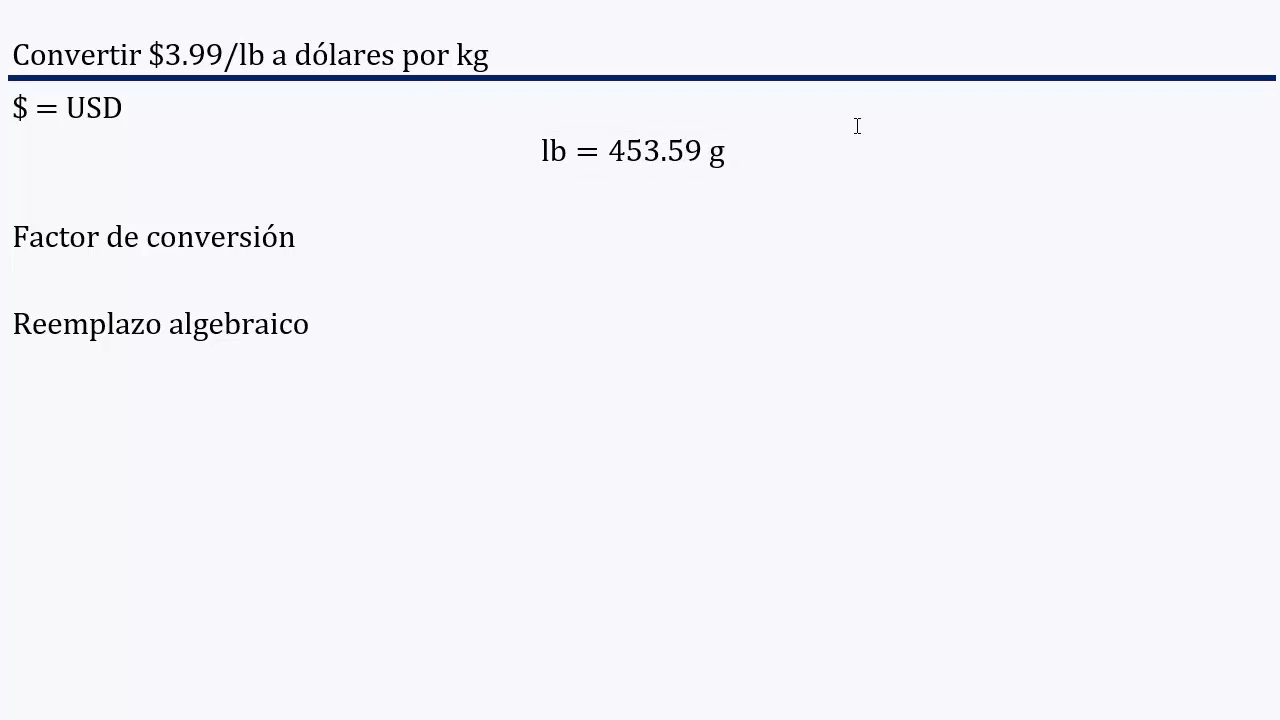 Convertir $3.99/lb a dólares por kg
$ = USD
lb = 453.59 g
Factor de conversión
Reemplazo algebraico